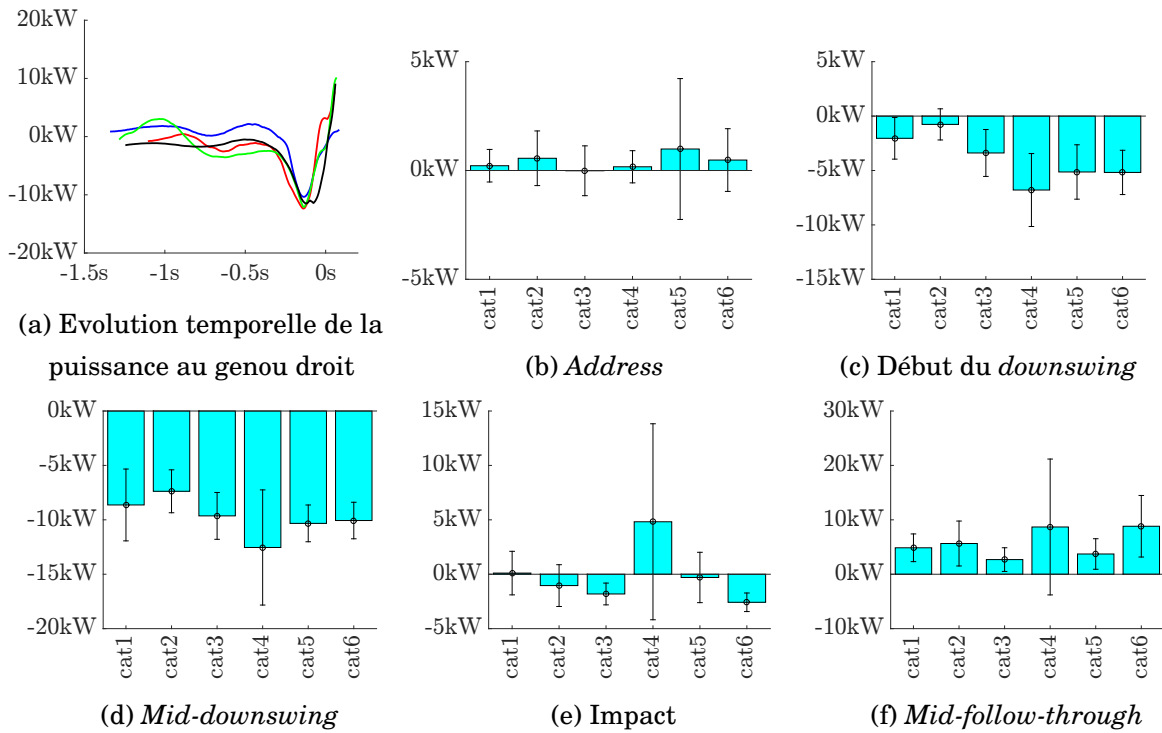 20kW
10kW
0kW
-10kW
-20kW
-1.5s -1s -0.5s 0s
(a) Evolution temporelle de la
puissance au genou droit
5kW
0kW
-5kW
cat1 cat2 cat3 cat4 cat5 cat6
(b) Address
5kW
0kW
-5kW
-10kW
-15kW
cat1 cat2 cat3 cat4 cat5 cat6
(c) Début du downswing
0kW
-5kW
-10kW
-15kW
-20kW
cat1 cat2 cat3 cat4 cat5 cat6
(d) Mid-downswing
15kW
10kW
5kW
0kW
-5kW
cat1 cat2 cat3 cat4 cat5 cat6
(e) Impact
30kW
20kW
10kW
0kW
-10kW
cat1 cat2 cat3 cat4 cat5 cat6
(f) Mid-follow-through